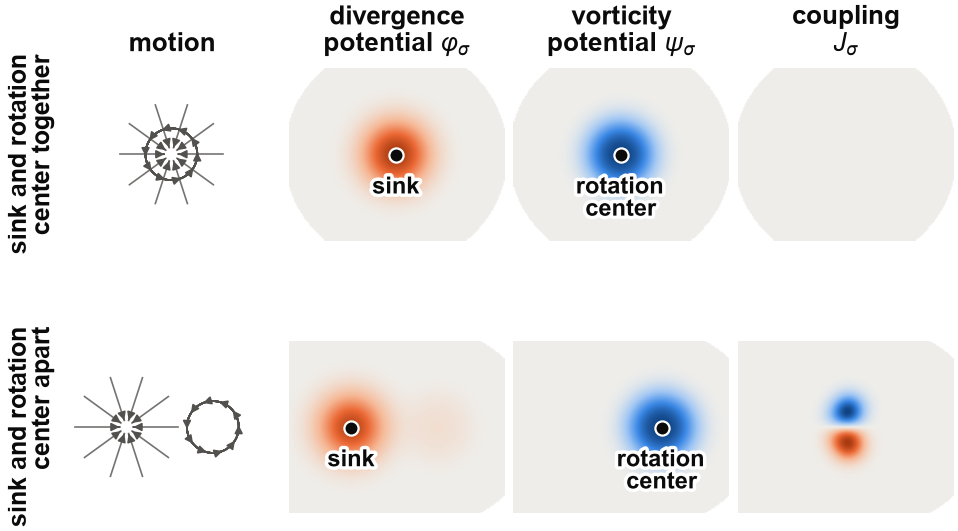 motion
divergence
potential φσ
vorticity
potential ψσ
coupling
Jσ
sink and rotation
center together
sink
rotation
center
sink and rotation
center apart
sink
rotation
center